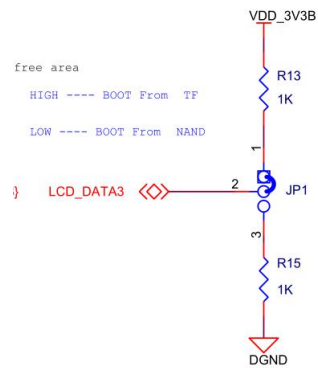 VDD_3V3B
free area
R13
HIGH ---- BOOT From TF
1K
LOW ---- BOOT From NAND
1
2
LCD_DATA3
JP1
3
R15
1K
DGND